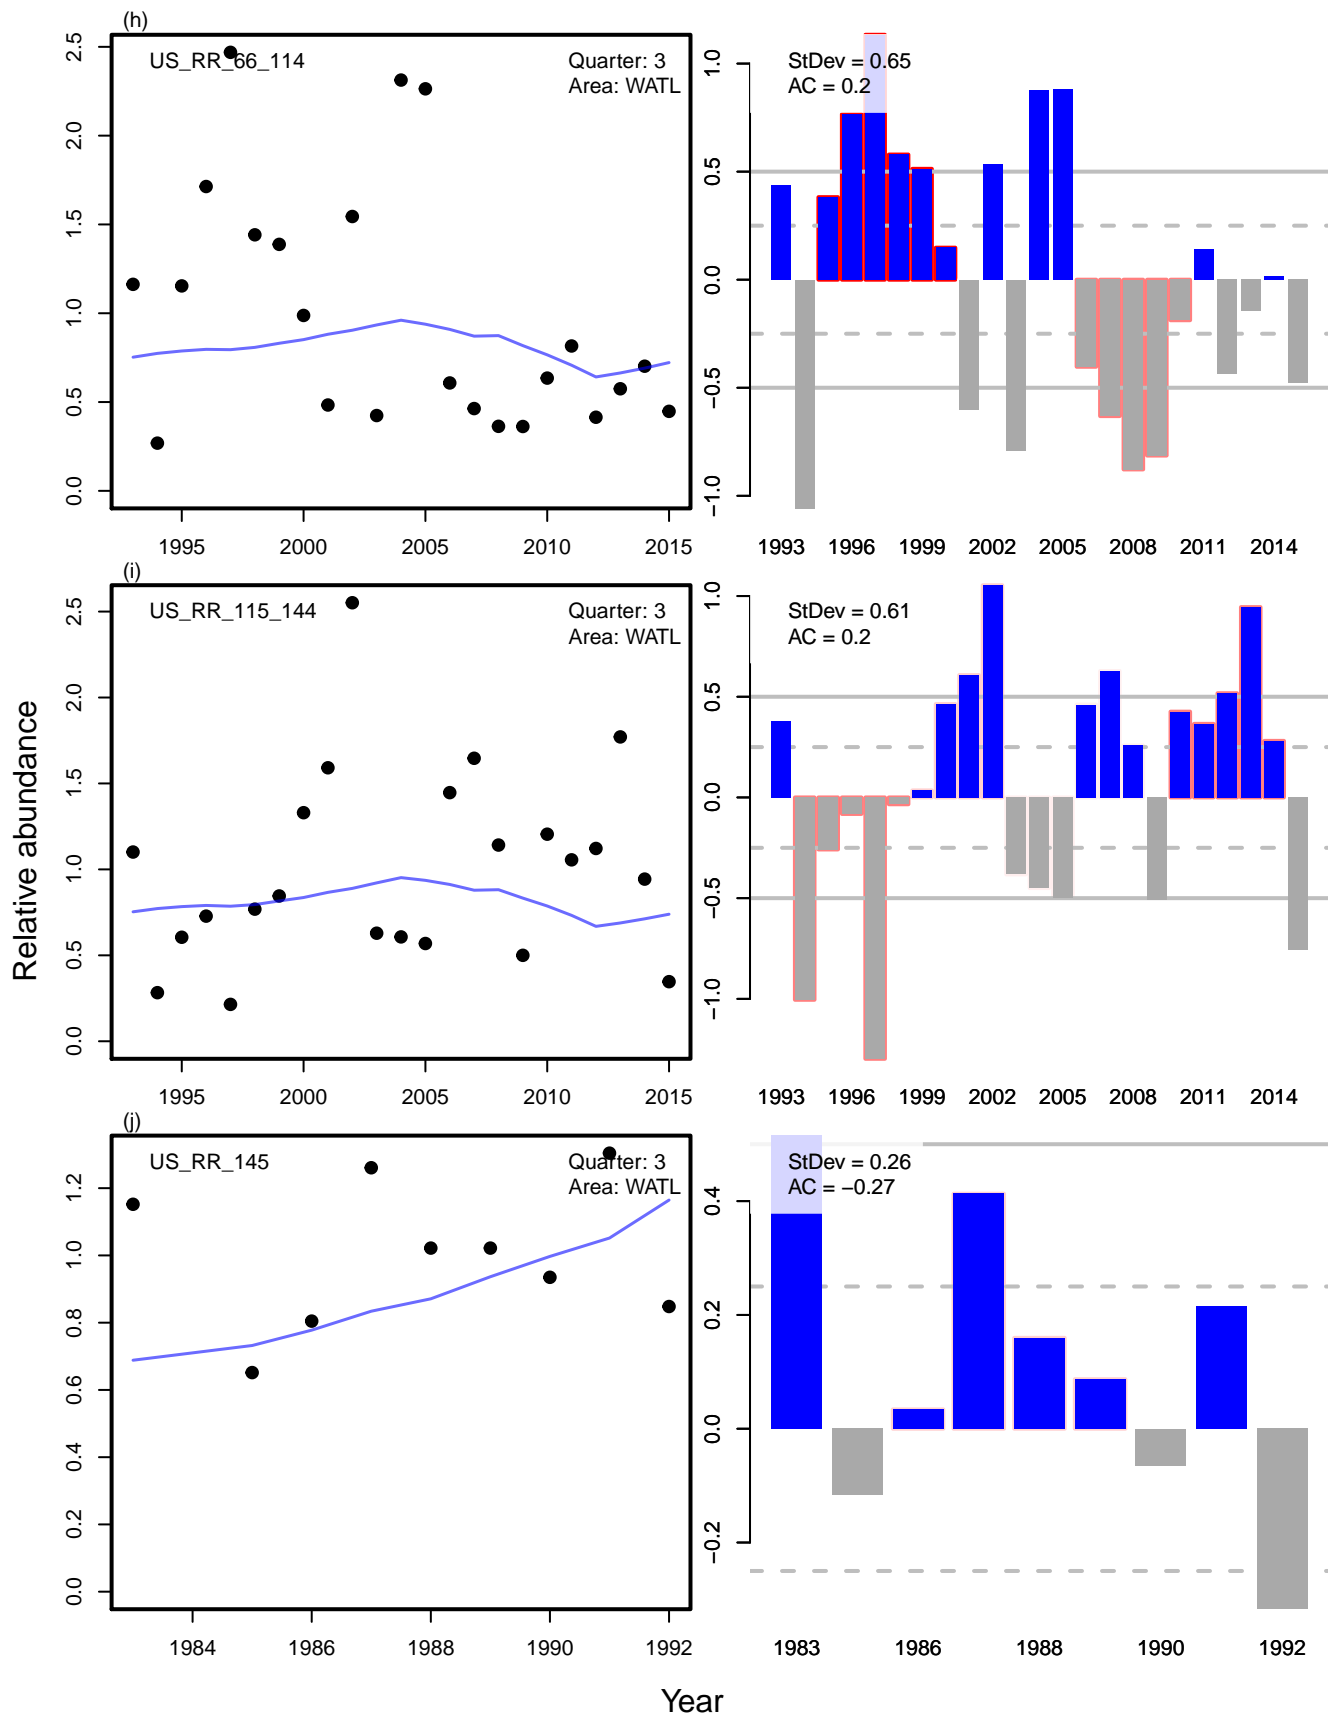 (h)
US_RR_66_114
Quarter: 3
Area: WATL
0.0 0.5 1.0 1.5 2.0 2.5
1995 2000 2005 2010 2015
StDev = 0.65
AC = 0.2
−1.0 −0.5 0.0 0.5 1.0
1993 1996 1999 2002 2005 2008 2011 2014
(i)
US_RR_115_144
Quarter: 3
Area: WATL
0.0 0.5 1.0 1.5 2.0 2.5
1995 2000 2005 2010 2015
StDev = 0.61
AC = 0.2
−1.0 −0.5 0.0 0.5 1.0
1993 1996 1999 2002 2005 2008 2011 2014
(j)
US_RR_145
Quarter: 3
Area: WATL
0.0 0.2 0.4 0.6 0.8 1.0 1.2
1984 1986 1988 1990 1992
StDev = 0.26
AC = −0.27
−0.2 0.0 0.2 0.4
1983 1986 1988 1990 1992
Relative abundance
Year